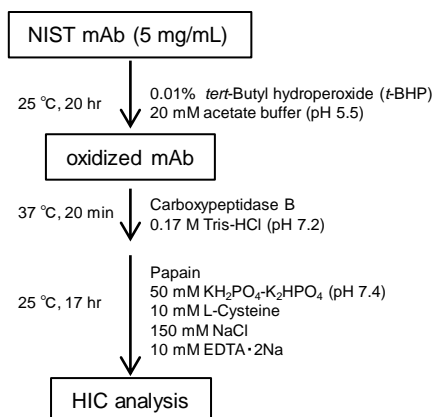 NIST mAb (5 mg/mL)
25 °C, 20 hr
0.01% tert-Butyl hydroperoxide (t-BHP)
20 mM acetate buffer (pH 5.5)
oxidized mAb
37 °C, 20 min
Carboxypeptidase B
0.17 M Tris-HCl (pH 7.2)
25 °C, 17 hr
Papain
50 mM KH₂PO₄-K₂HPO₄ (pH 7.4)
10 mM L-Cysteine
150 mM NaCl
10 mM EDTA・2Na
HIC analysis